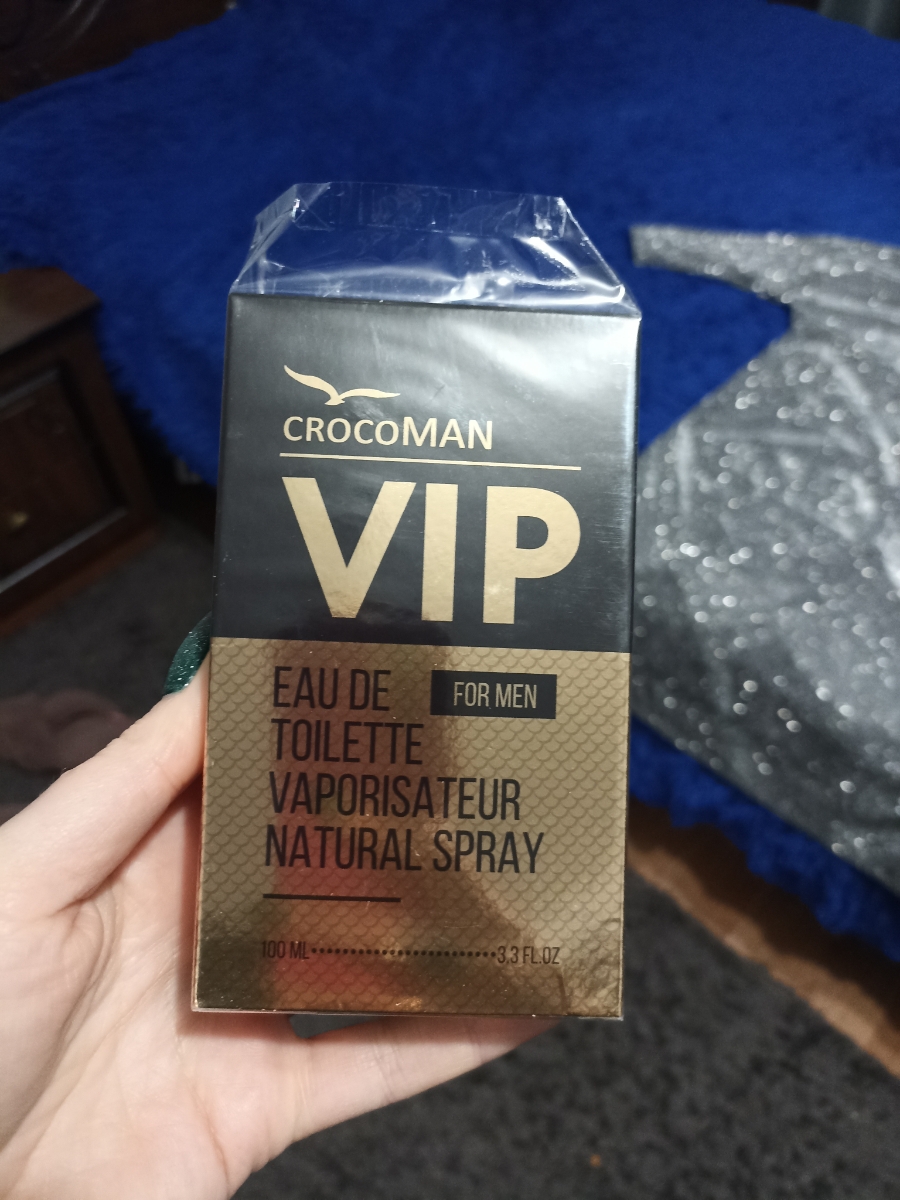 CROCOMAN
VIP
EAU DE
FOR MEN
TOILETTE
VAPORISATEUR
NATURAL SPRAY
100 ML 3.3 FL.OZ